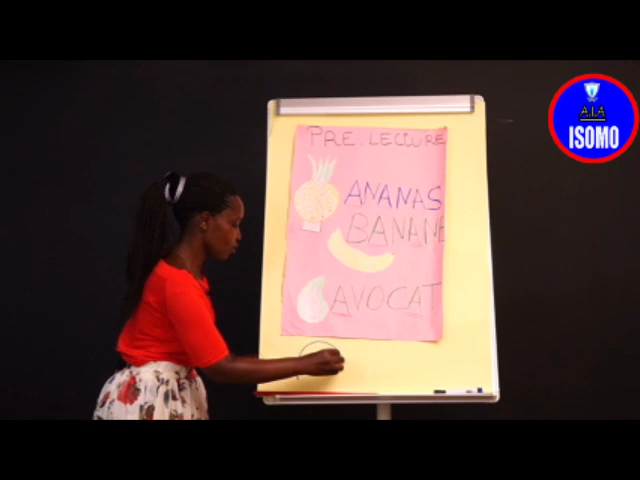 PRE. LECTURE
ANANAS
BANANE
AVOCAT
A.I.A
ISOMO